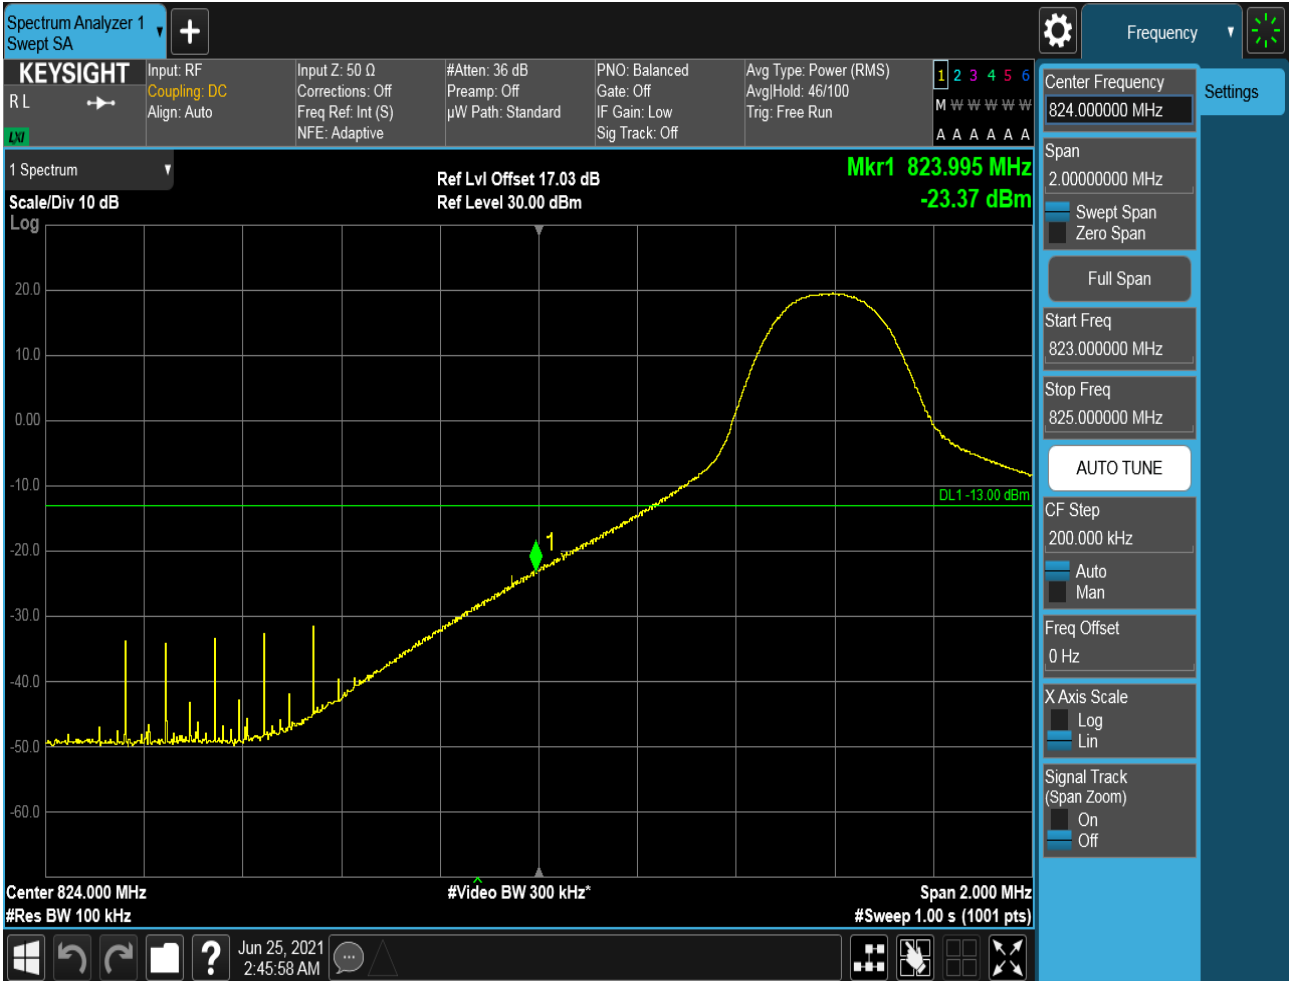 Spectrum Analyzer 1
Swept SA
Frequency
KEYSIGHT
R L
LXI
Input: RF
Coupling: DC
Align: Auto
Input Z: 50 Ω
Corrections: Off
Freq Ref: Int (S)
NFE: Adaptive
#Atten: 36 dB
Preamp: Off
µW Path: Standard
PNO: Balanced
Gate: Off
IF Gain: Low
Sig Track: Off
Avg Type: Power (RMS)
Avg|Hold: 46/100
Trig: Free Run
1 2 3 4 5 6
M W W W W W
A A A A A A
1 Spectrum
Scale/Div 10 dB
Log
Ref Lvl Offset 17.03 dB
Ref Level 30.00 dBm
Mkr1 823.995 MHz
-23.37 dBm
20.0
10.0
0.00
-10.0
DL1 -13.00 dBm
1
-20.0
-30.0
-40.0
-50.0
-60.0
Center 824.000 MHz
#Video BW 300 kHz*
Span 2.000 MHz
#Res BW 100 kHz
#Sweep 1.00 s (1001 pts)
Jun 25, 2021
2:45:58 AM
?
Center Frequency
824.000000 MHz
Settings
Span
2.00000000 MHz
Swept Span
Zero Span
Full Span
Start Freq
823.000000 MHz
Stop Freq
825.000000 MHz
AUTO TUNE
CF Step
200.000 kHz
Auto
Man
Freq Offset
0 Hz
X Axis Scale
Log
Lin
Signal Track
(Span Zoom)
On
Off